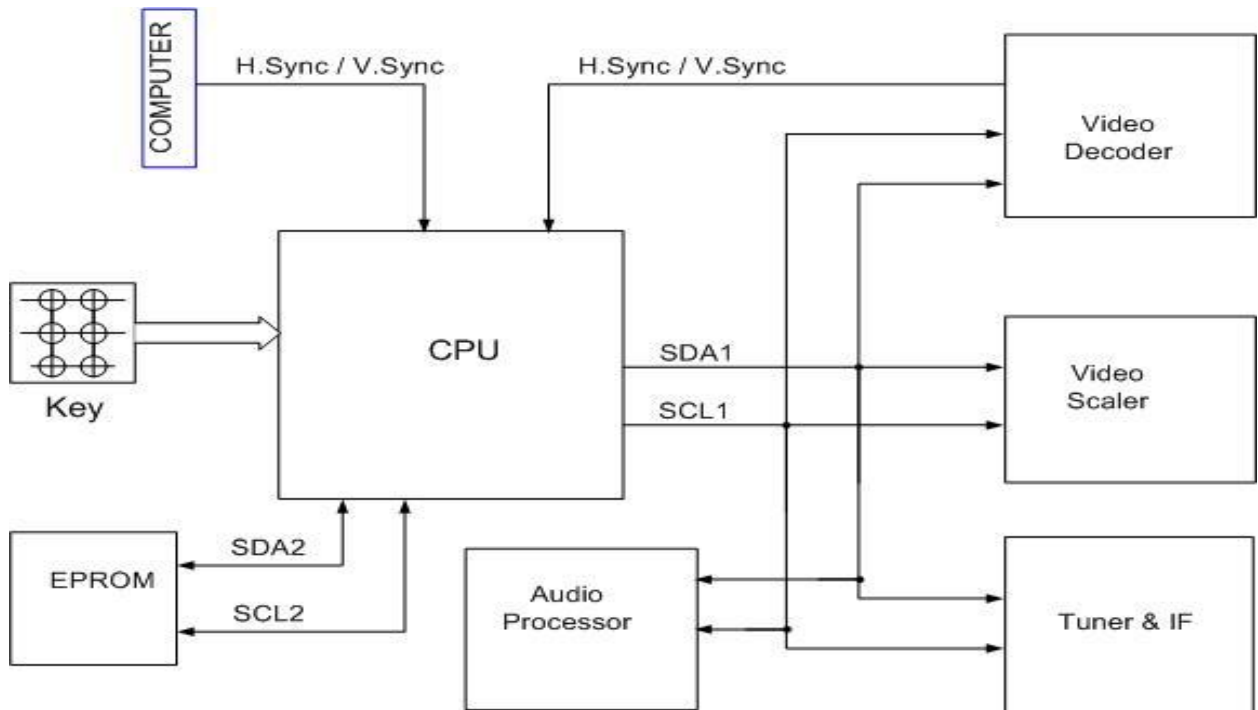 COMPUTER
H.Sync / V.Sync
H.Sync / V.Sync
Video
Decoder
Key
CPU
SDA1
SCL1
Video
Scaler
EPROM
SDA2
SCL2
Audio
Processor
Tuner & IF